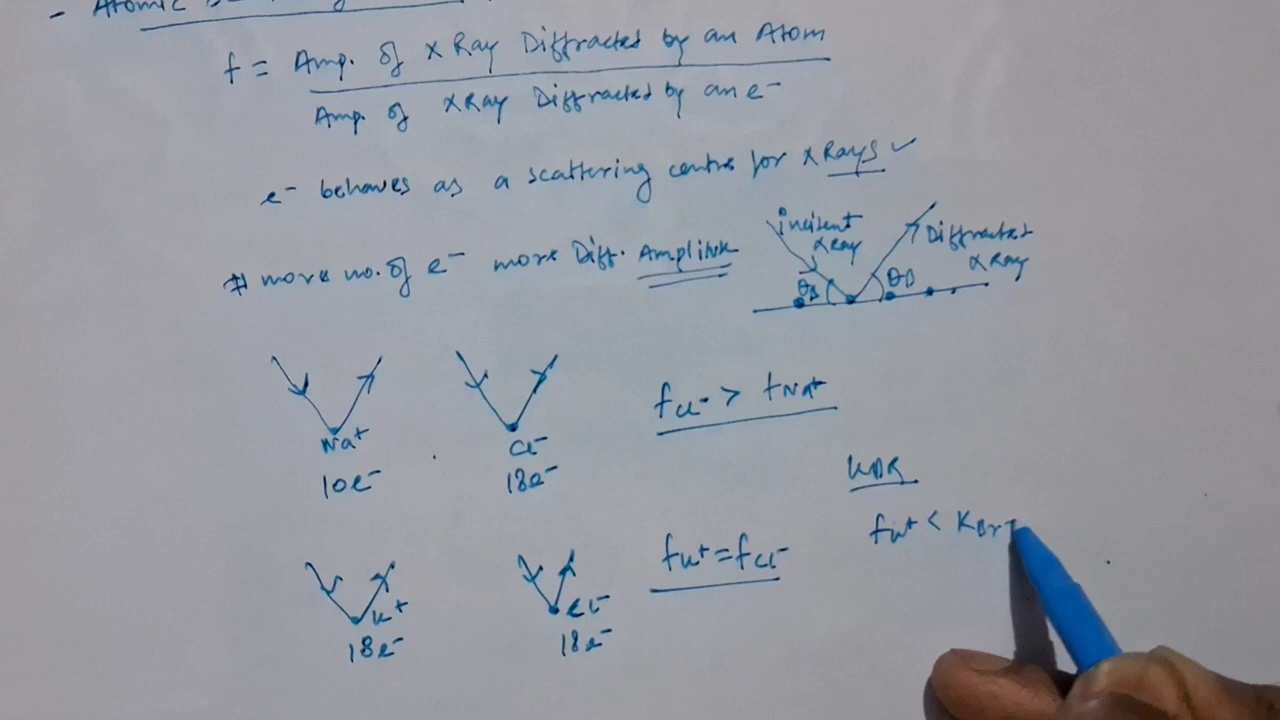 - Atomic
f = Amp. of X Ray Diffracted by an Atom
Amp. of X Ray Diffracted by an e-
e- behaves as a scattering centre for X Rays ✓
# more no. of e- more Diff.
incident
X Ray
Diffracted
X Ray
θB
Na+
10e-
Cl-
18e-
fCl- > fNa+
KBR
fK+ < KBr-
K+
18e-
Cl-
18e-
fK+ = fCl-